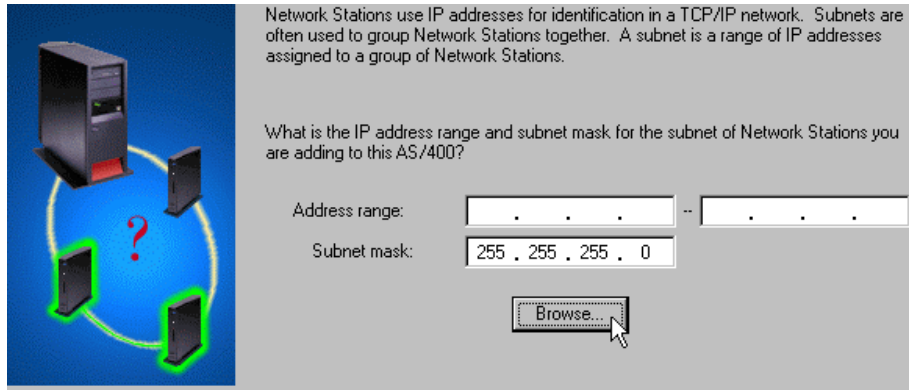 Network Stations use IP addresses for identification in a TCP/IP network. Subnets are
often used to group Network Stations together. A subnet is a range of IP addresses
assigned to a group of Network Stations.
What is the IP address range and subnet mask for the subnet of Network Stations you
are adding to this AS/400?
?
Address range: . . . -- . . .
Subnet mask: 255 . 255 . 255 . 0
Browse...